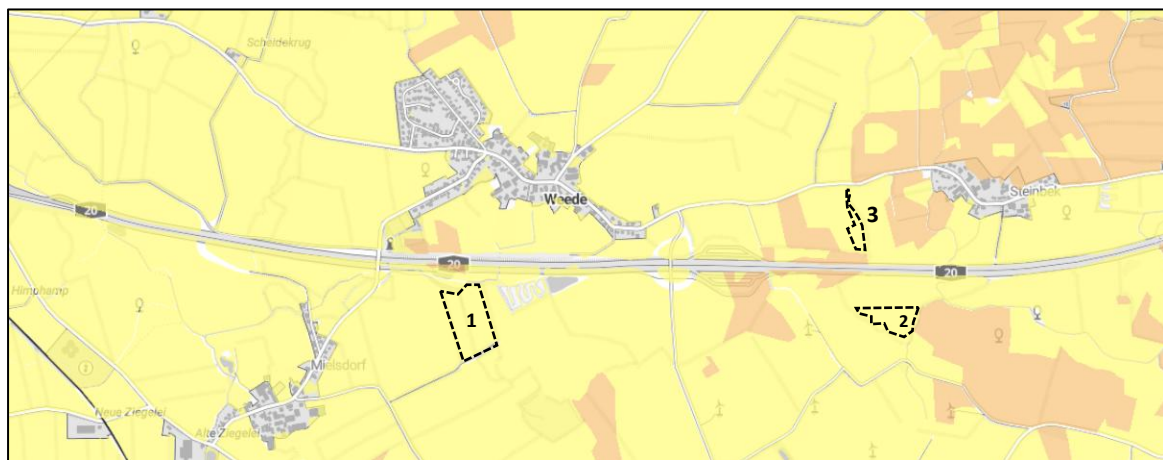 Scheidekrug
Weede
Steinbek
3
20
20
20
Himphamp
1
2
Mielsdorf
Neue Ziegelei
Alte Ziegelei